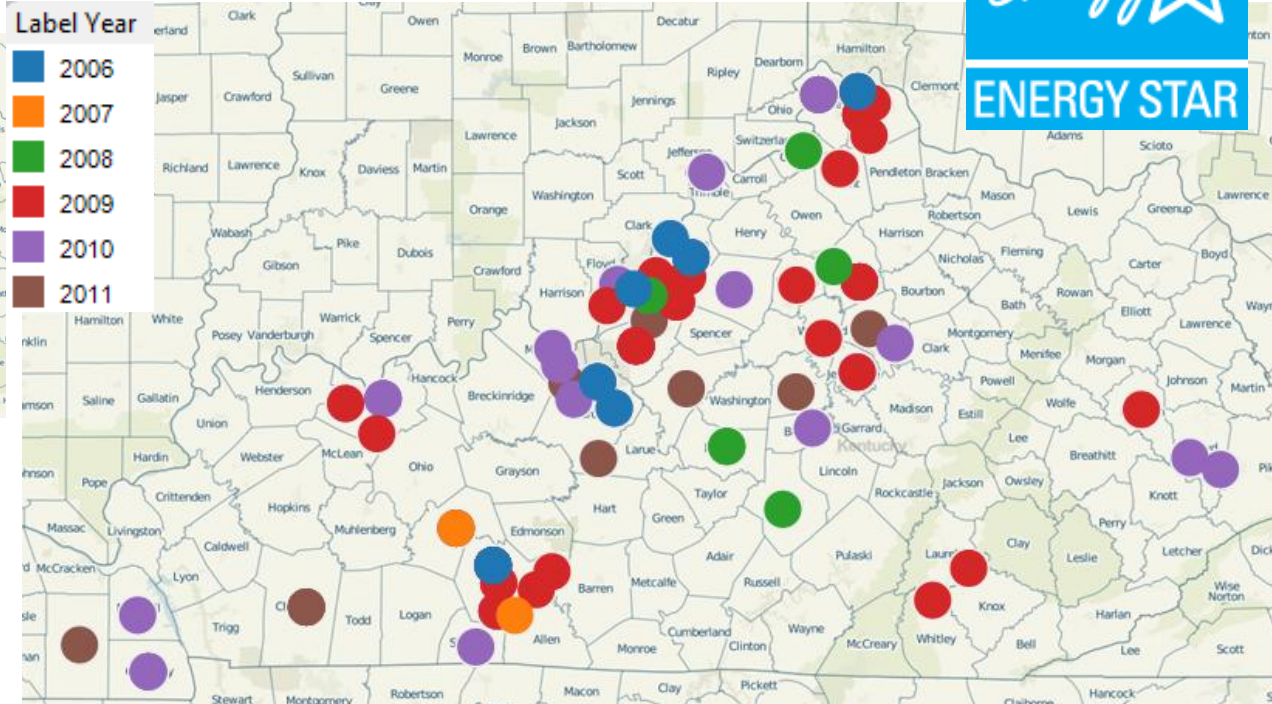 Label Year
2006
2007
2008
2009
2010
2011
ENERGY STAR
Clark
Owen
Decatur
Monroe
Brown
Bartholomew
Hamilton
Sullivan
Greene
Ripley
Dearborn
Clermont
Jasper
Crawford
Jennings
Ohio
Jackson
Lawrence
Adams
Scioto
Richland
Lawrence
Knox
Daviess
Martin
Scott
Carroll
Pendleton
Bracken
Washington
Mason
Lawrence
Orange
Owen
Robertson
Lewis
Greenup
Wabash
Clark
Henry
Harrison
Pike
Dubois
Nicholas
Fleming
Boyd
Gibson
Crawford
Carter
Harrison
Bourbon
Rowan
Bath
Elliott
Hamilton
White
Posey
Vanderburgh
Warrick
Spencer
Perry
Spencer
Montgomery
Lawrence
Clark
Menifee
Morgan
Hancock
Henderson
Breckinridge
Washington
Powell
Johnson
Martin
Saline
Gallatin
Union
Madison
Estill
Wolfe
Garrard
Kentucky
Lee
Breathitt
Hardin
Webster
McLean
Ohio
Grayson
Larue
Lincoln
Pope
Crittenden
Taylor
Rockcastle
Jackson
Owsley
Knott
Hopkins
Hart
Green
Massac
Livingston
Muhlenberg
Edmonson
Perry
Caldwell
Adair
Pulaski
Clay
Leslie
Letcher
McCracken
Lyon
Barren
Metcalfe
Russell
Wise
Norton
Todd
Logan
Knox
Harlan
Trigg
Allen
Monroe
Cumberland
Clinton
Wayne
McCreary
Whitley
Bell
Lee
Scott
Stewart
Montgomery
Robertson
Macon
Clay
Pickett
Claiborne
Hancock